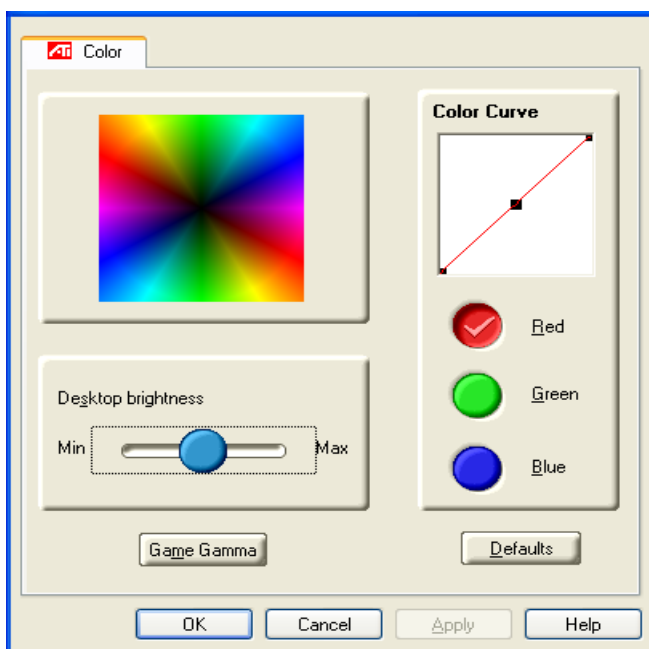 ATI Color
Color Curve
Red
Green
Blue
Desktop brightness
Min Max
Game Gamma
Defaults
OK Cancel Apply Help